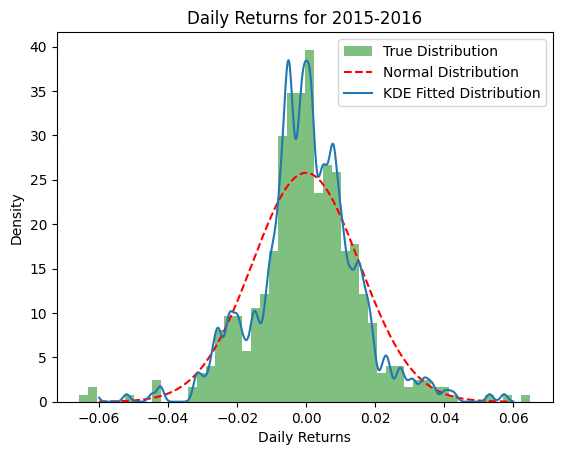 Daily Returns for 2015-2016
True Distribution
Normal Distribution
KDE Fitted Distribution
Density
40
35
30
25
20
15
10
5
0
−0.06 −0.04 −0.02 0.00 0.02 0.04 0.06
Daily Returns